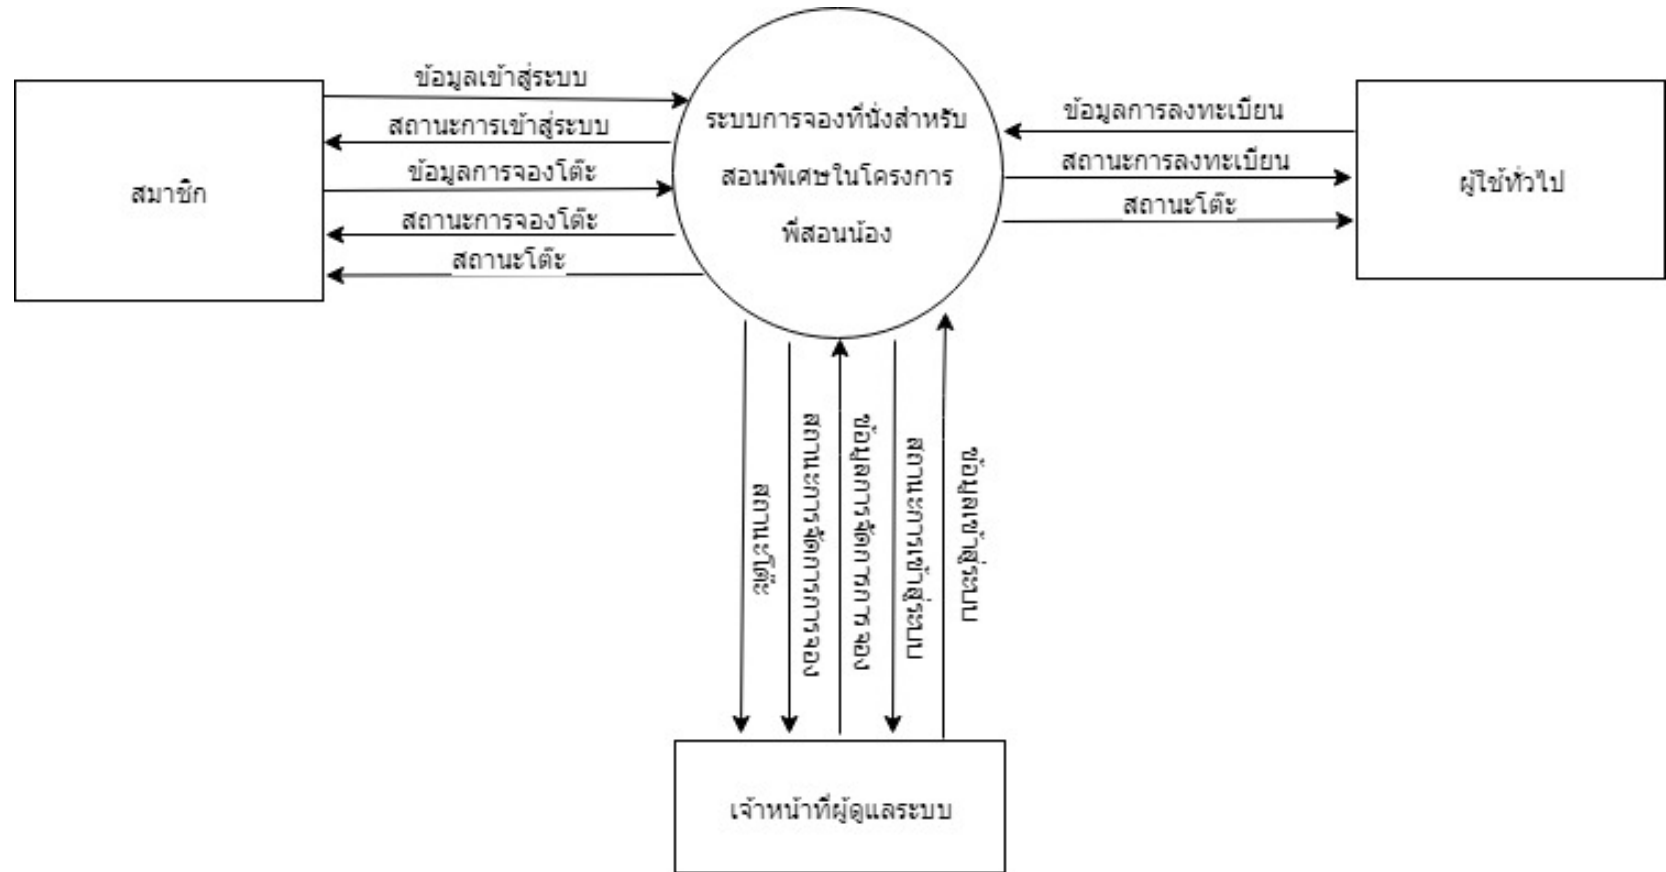 ข้อมูลเข้าสู่ระบบ
สถานะการเข้าสู่ระบบ
ข้อมูลการจองโต๊ะ
สถานะการจองโต๊ะ
สถานะโต๊ะ
สมาชิก
ระบบการจองที่นั่งสำหรับ
สอนพิเศษในโครงการ
พี่สอนน้อง
ข้อมูลการลงทะเบียน
สถานะการลงทะเบียน
สถานะโต๊ะ
ผู้ใช้ทั่วไป
สถานะโต๊ะ
สถานะการจัดการการจอง
ข้อมูลการจัดการการจอง
สถานะการเข้าสู่ระบบ
ข้อมูลเข้าสู่ระบบ
เจ้าหน้าที่ผู้ดูแลระบบ